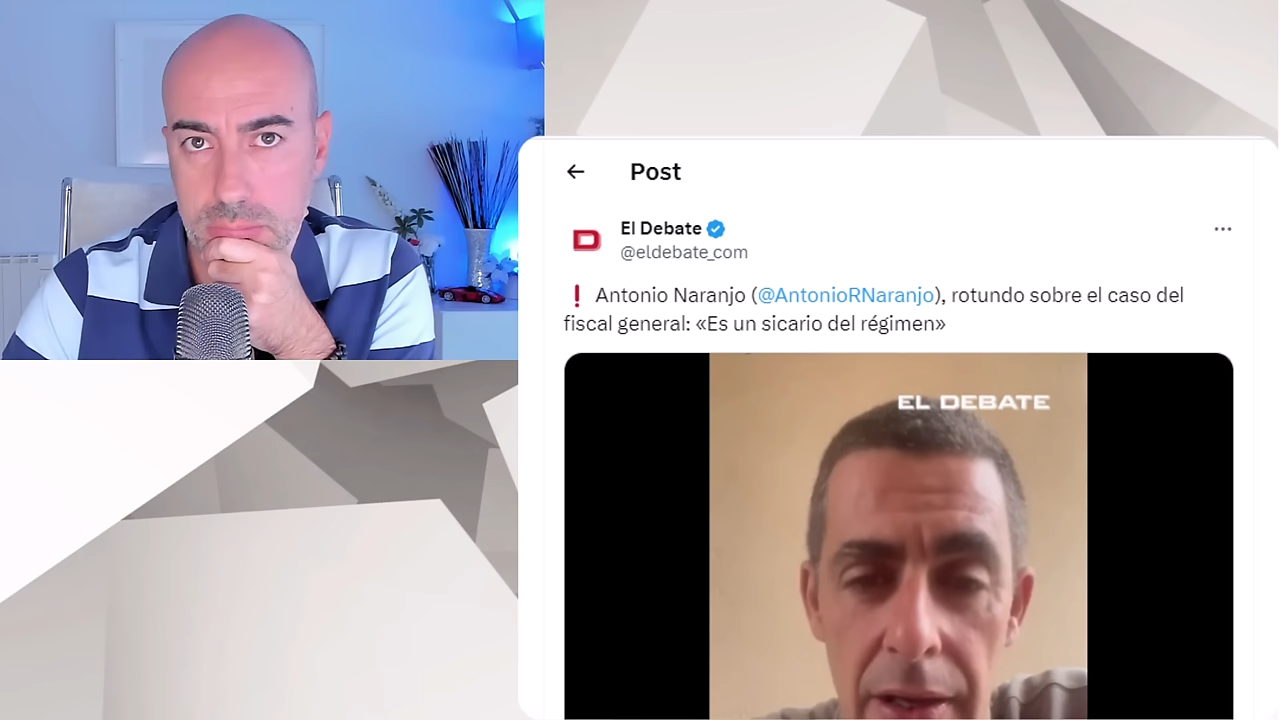 Post
El Debate
@eldebate_com
❗ Antonio Naranjo (@AntonioRNaranjo), rotundo sobre el caso del
fiscal general: «Es un sicario del régimen»
EL DEBATE